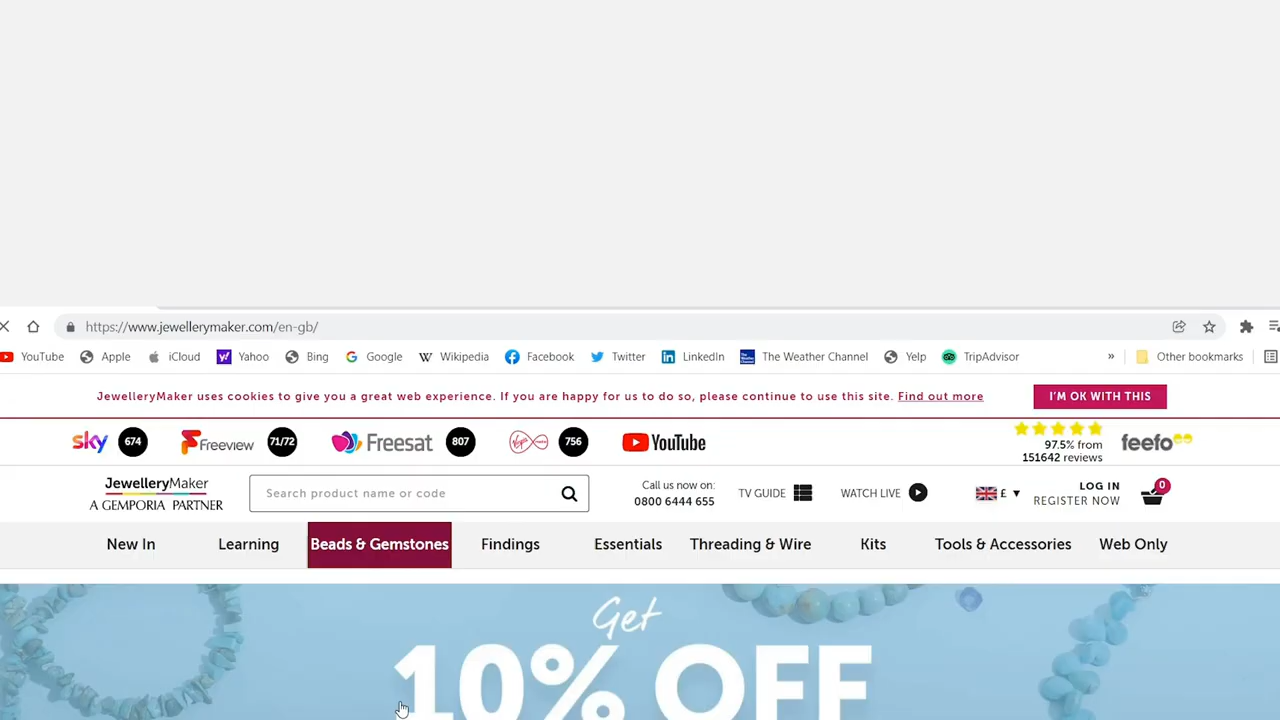 https://www.jewellerymaker.com/en-gb/
YouTube Apple iCloud Yahoo Bing Google Wikipedia Facebook Twitter LinkedIn The Weather Channel Yelp TripAdvisor » Other bookmarks
JewelleryMaker uses cookies to give you a great web experience. If you are happy for us to do so, please continue to use this site. Find out more I'M OK WITH THIS
sky 674 Freeview 71/72 Freesat 807 Virgin media 756 YouTube 97.5% from 151642 reviews feefo
JewelleryMaker
A GEMPORIA PARTNER
Search product name or code
Call us now on:
0800 6444 655
TV GUIDE WATCH LIVE £ LOG IN
REGISTER NOW 0
New In Learning Beads & Gemstones Findings Essentials Threading & Wire Kits Tools & Accessories Web Only
Get
10% OFF